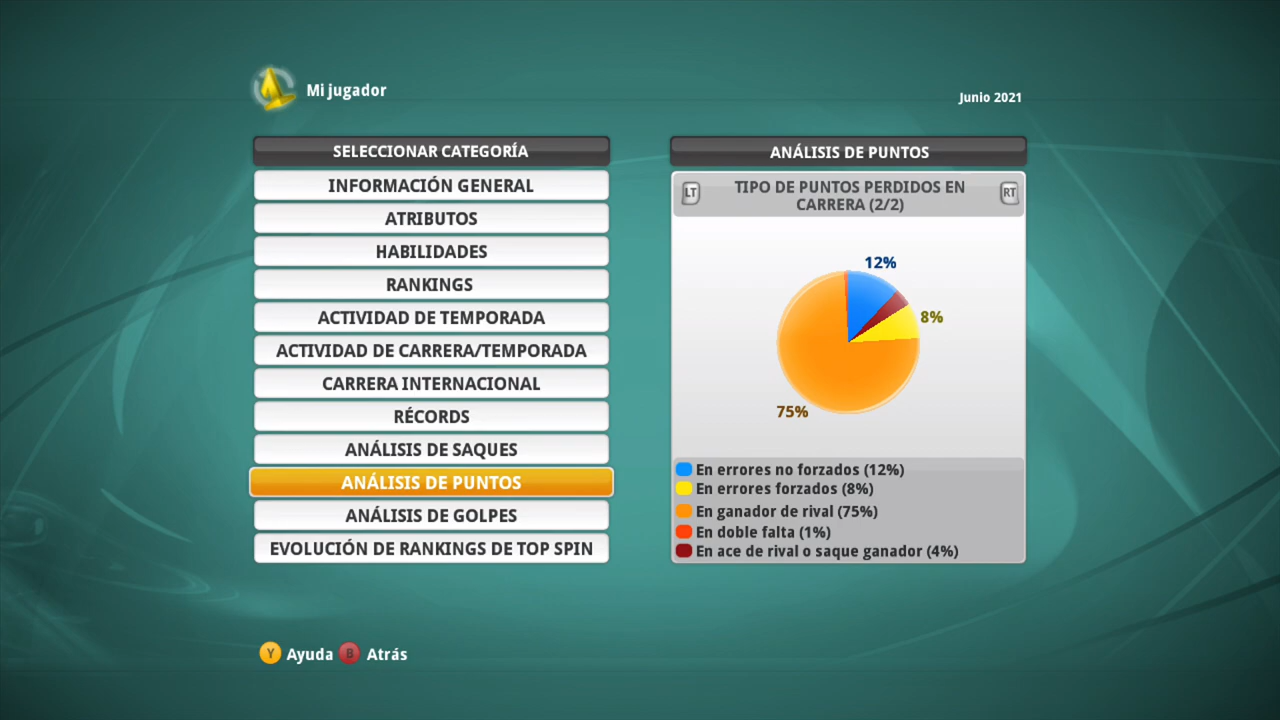 Mi jugador
Junio 2021
SELECCIONAR CATEGORÍA
INFORMACIÓN GENERAL
ATRIBUTOS
HABILIDADES
RANKINGS
ACTIVIDAD DE TEMPORADA
ACTIVIDAD DE CARRERA/TEMPORADA
CARRERA INTERNACIONAL
RÉCORDS
ANÁLISIS DE SAQUES
ANÁLISIS DE PUNTOS
ANÁLISIS DE GOLPES
EVOLUCIÓN DE RANKINGS DE TOP SPIN
ANÁLISIS DE PUNTOS
LT
TIPO DE PUNTOS PERDIDOS EN
CARRERA (2/2)
RT
12%
8%
75%
En errores no forzados (12%)
En errores forzados (8%)
En ganador de rival (75%)
En doble falta (1%)
En ace de rival o saque ganador (4%)
Y Ayuda B Atrás